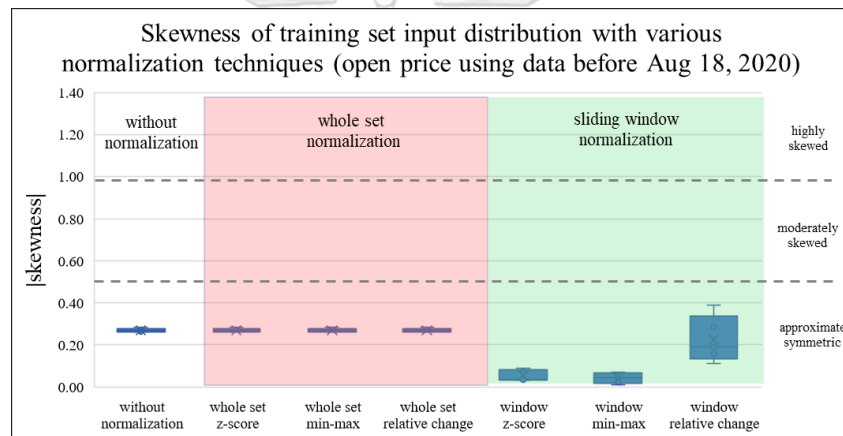 Skewness of training set input distribution with various
normalization techniques (open price using data before Aug 18, 2020)
|skewness|
1.40
1.20
1.00
0.80
0.60
0.40
0.20
0.00
without
normalization
whole set
normalization
sliding window
normalization
highly
skewed
moderately
skewed
approximate
symmetric
without
normalization
whole set
z-score
whole set
min-max
whole set
relative change
window
z-score
window
min-max
window
relative change